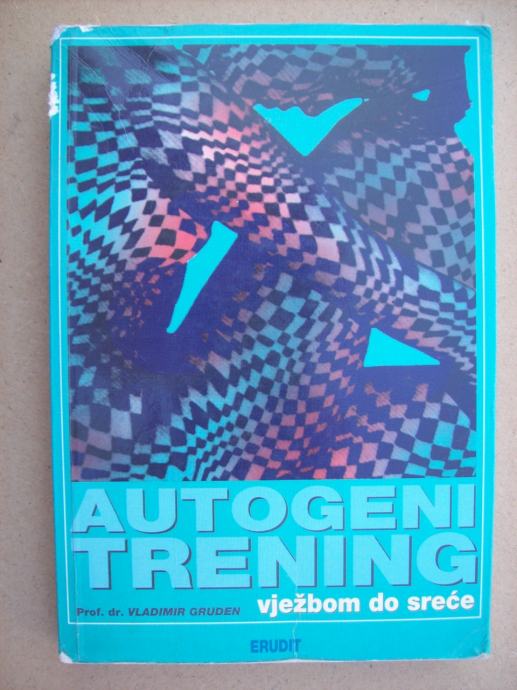 AUTOGENI
TRENING
Prof. dr. VLADIMIR GRUDEN vježbom do sreće
ERUDIT